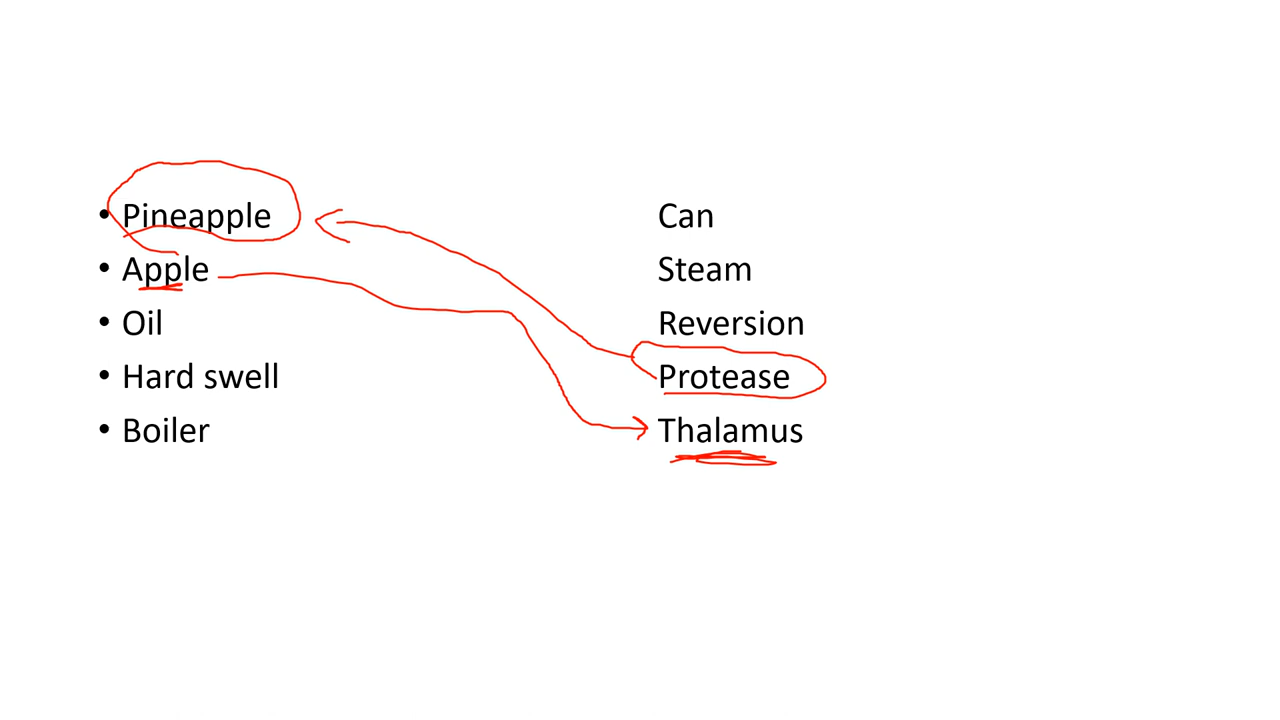 • Pineapple Can
• Apple Steam
• Oil Reversion
• Hard swell Protease
• Boiler Thalamus